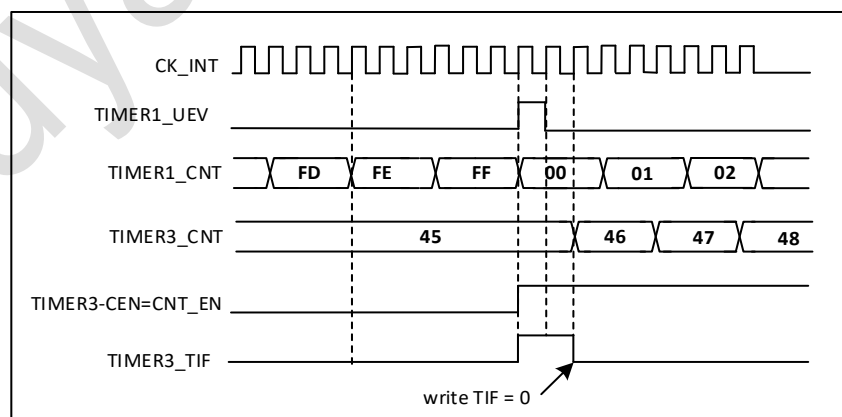 CK_INT
TIMER1_UEV
TIMER1_CNT FD FE FF 00 01 02
TIMER3_CNT 45 46 47 48
TIMER3-CEN=CNT_EN
TIMER3_TIF
write TIF = 0